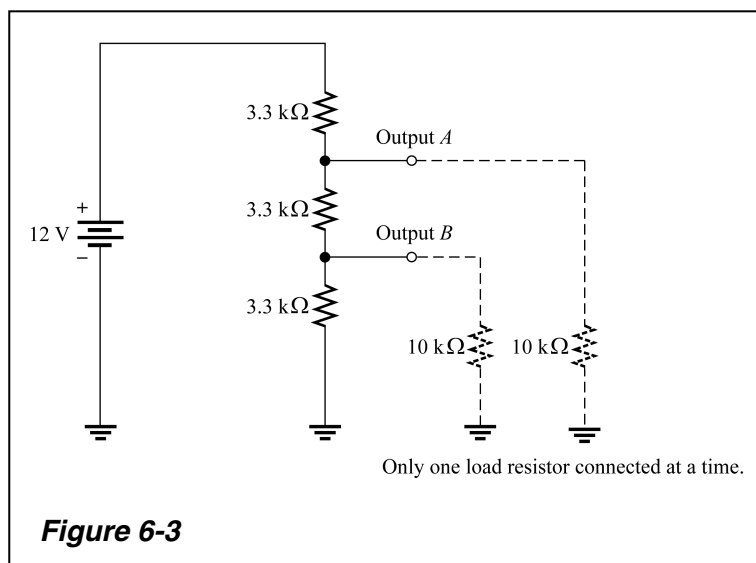 3.3 kΩ
Output A
3.3 kΩ
+
12 V
−
Output B
3.3 kΩ
10 kΩ 10 kΩ
Only one load resistor connected at a time.
Figure 6-3